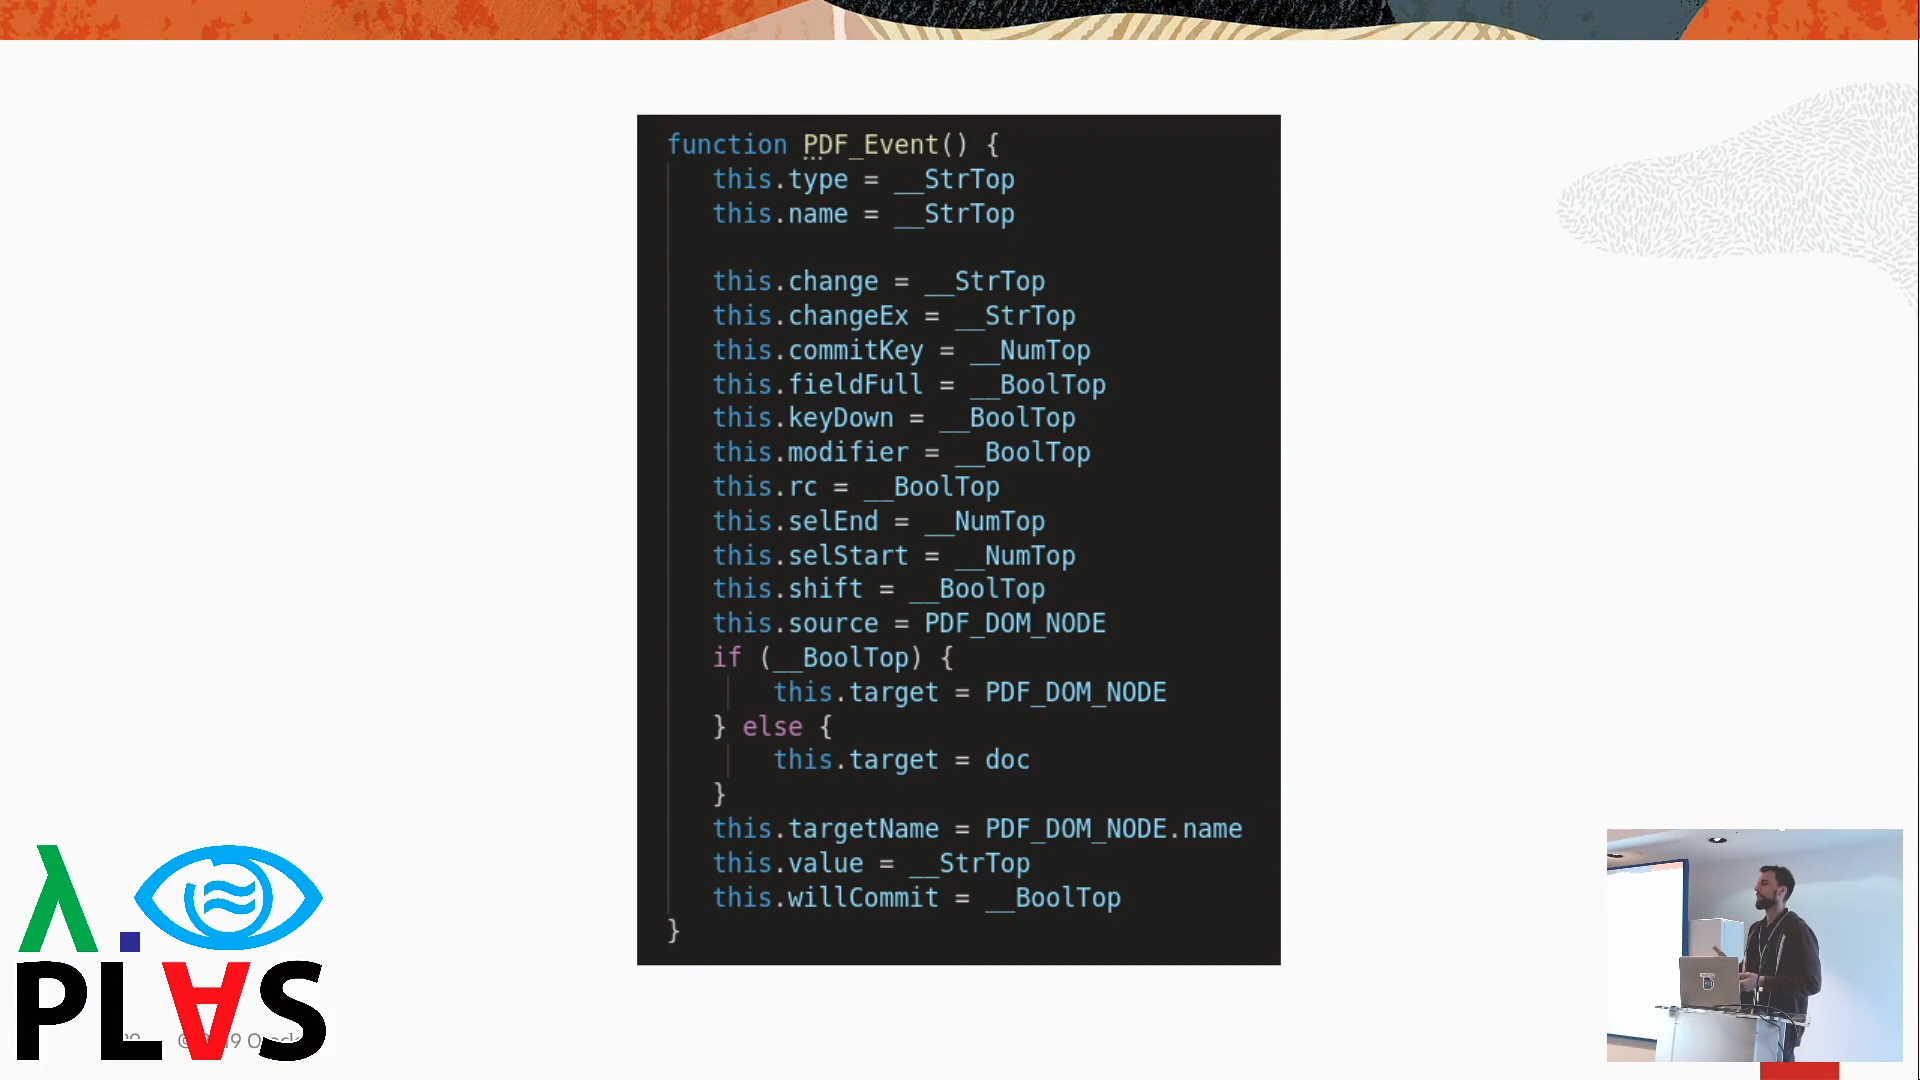 function PDF_Event() {
this.type = __StrTop
this.name = __StrTop
this.change = __StrTop
this.changeEx = __StrTop
this.commitKey = __NumTop
this.fieldFull = __BoolTop
this.keyDown = __BoolTop
this.modifier = __BoolTop
this.rc = __BoolTop
this.selEnd = __NumTop
this.selStart = __NumTop
this.shift = __BoolTop
this.source = PDF_DOM_NODE
if (__BoolTop) {
this.target = PDF_DOM_NODE
} else {
this.target = doc
}
this.targetName = PDF_DOM_NODE.name
this.value = __StrTop
this.willCommit = __BoolTop
}
λ.
PL∀S